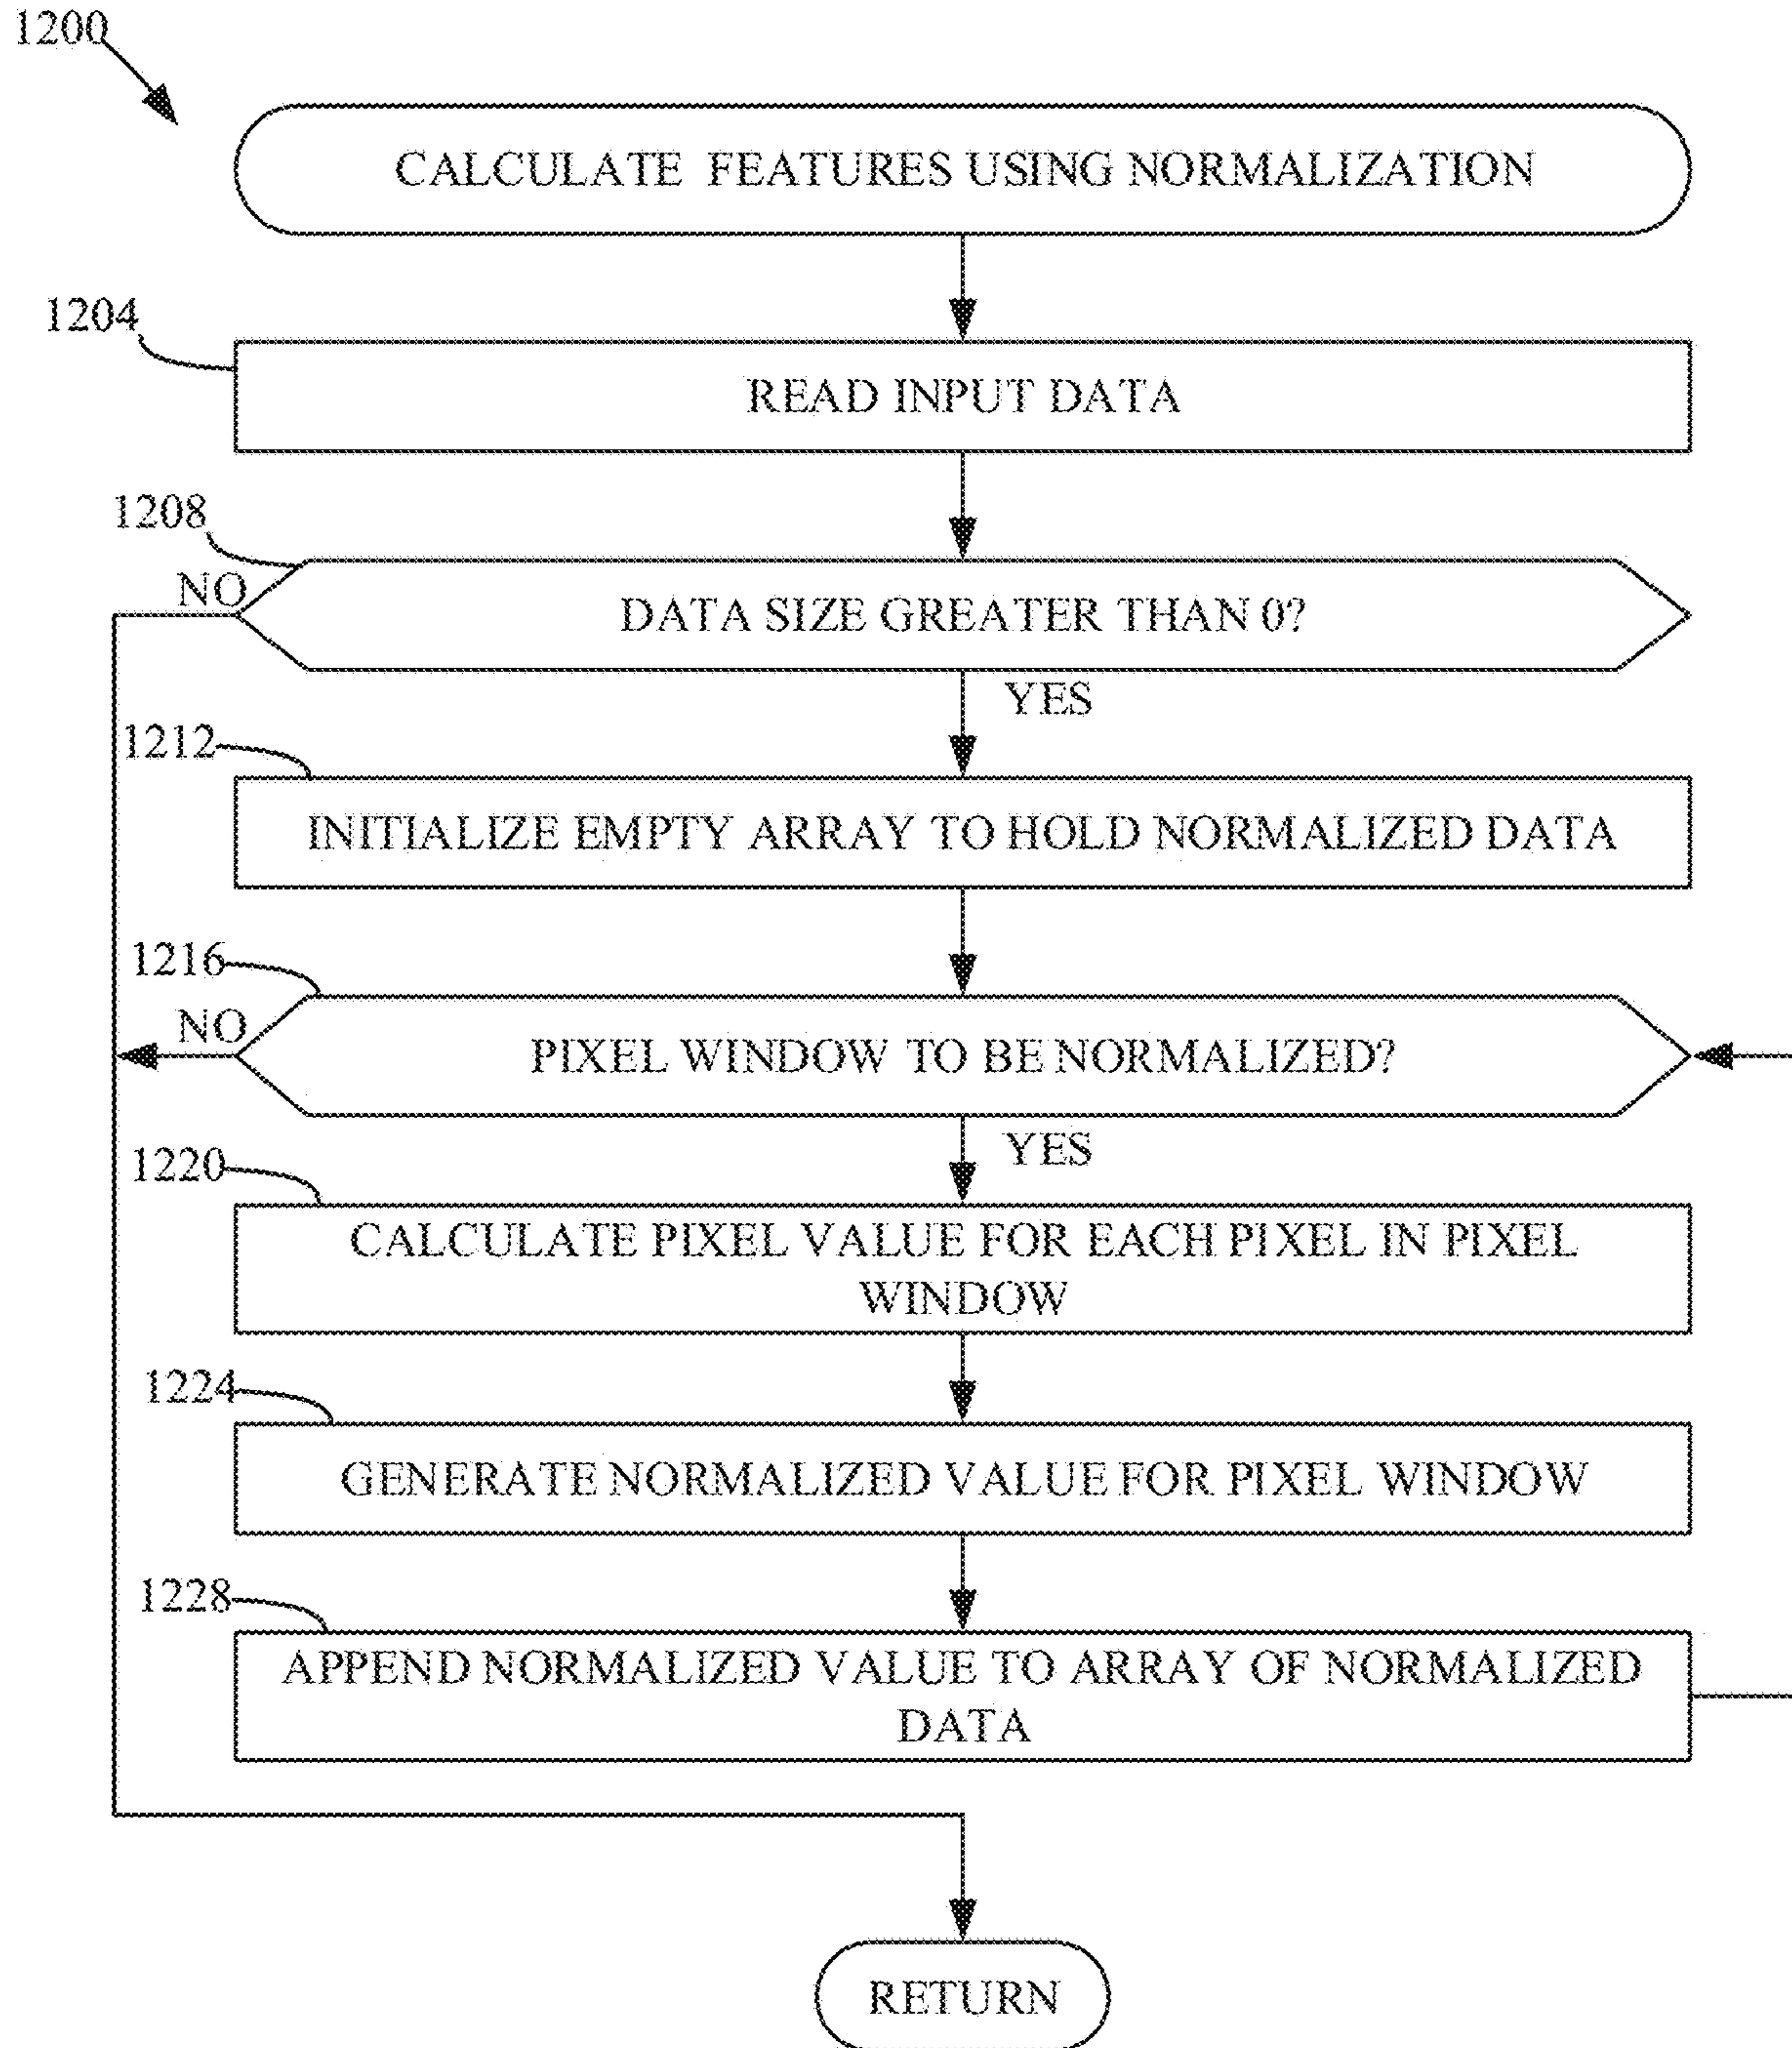 1200
CALCULATE FEATURES USING NORMALIZATION
1204
READ INPUT DATA
1208
NO
DATA SIZE GREATER THAN 0?
YES
1212
INITIALIZE EMPTY ARRAY TO HOLD NORMALIZED DATA
1216
NO
PIXEL WINDOW TO BE NORMALIZED?
YES
1220
CALCULATE PIXEL VALUE FOR EACH PIXEL IN PIXEL
WINDOW
1224
GENERATE NORMALIZED VALUE FOR PIXEL WINDOW
1228
APPEND NORMALIZED VALUE TO ARRAY OF NORMALIZED
DATA
RETURN